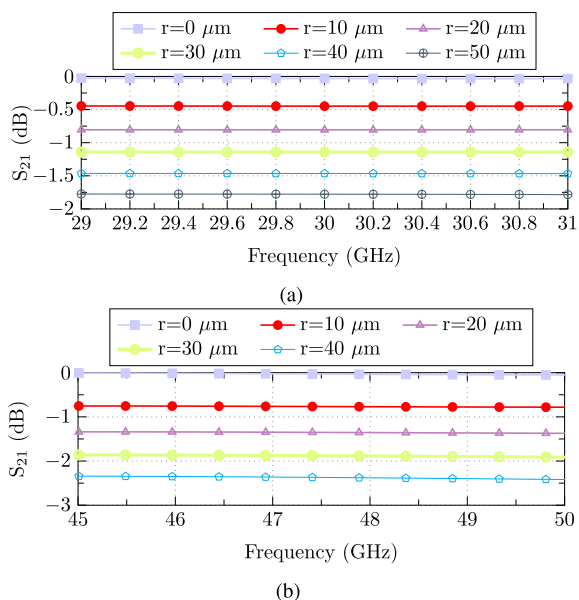 r=0 μm r=10 μm r=20 μm
r=30 μm r=40 μm r=50 μm
0
−0.5
−1
−1.5
−2
S21 (dB)
29 29.2 29.4 29.6 29.8 30 30.2 30.4 30.6 30.8 31
Frequency (GHz)
(a)
r=0 μm r=10 μm r=20 μm
r=30 μm r=40 μm
0
−1
−2
−3
S21 (dB)
45 46 47 48 49 50
Frequency (GHz)
(b)